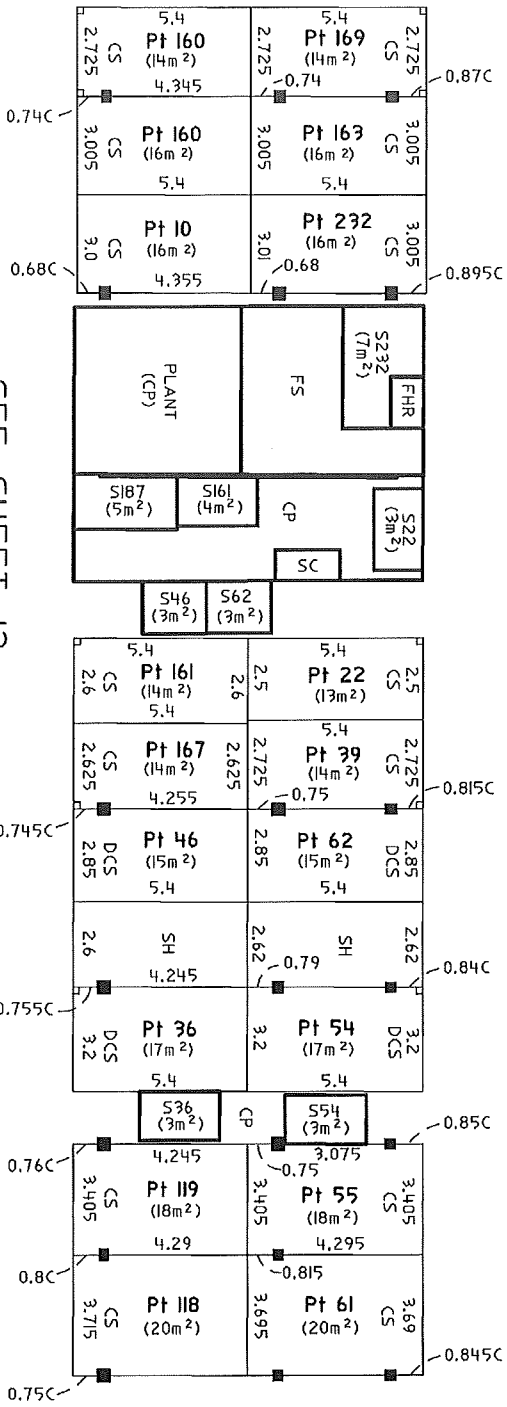 5.4
5.4
2.725
CS
Pt 160
(14m²)
2.725
Pt 169
(14m²)
CS
2.725
4.345
0.74
0.87C
0.74C
3.005
CS
Pt 160
(16m²)
3.005
Pt 163
(16m²)
CS
3.005
5.4
5.4
3.0
CS
Pt 10
(16m²)
3.01
Pt 232
(16m²)
CS
3.005
0.68C
4.355
0.68
0.895C
PLANT
(CP)
FS
S232
(7m²)
FHR
S187
(5m²)
S161
(4m²)
CP
S22
(3m²)
SC
S46
(3m²)
S62
(3m²)
5.4
5.4
2.6
CS
Pt 161
(14m²)
2.6
2.5
Pt 22
(13m²)
CS
2.5
5.4
5.4
2.625
CS
Pt 167
(14m²)
2.625
2.725
Pt 39
(14m²)
CS
2.725
4.255
0.75
0.815C
0.745C
2.85
DCS
Pt 46
(15m²)
2.85
Pt 62
(15m²)
DCS
2.85
5.4
5.4
2.6
SH
2.62
SH
2.62
4.245
0.79
0.84C
0.755C
3.2
DCS
Pt 36
(17m²)
3.2
Pt 54
(17m²)
DCS
3.2
5.4
5.4
S36
(3m²)
CP
S54
(3m²)
0.85C
0.76C
4.245
0.75
3.075
3.405
CS
Pt 119
(18m²)
3.405
Pt 55
(18m²)
CS
3.405
4.29
4.295
0.8C
0.815
3.715
CS
Pt 118
(20m²)
3.695
Pt 61
(20m²)
CS
3.69
0.845C
0.75C